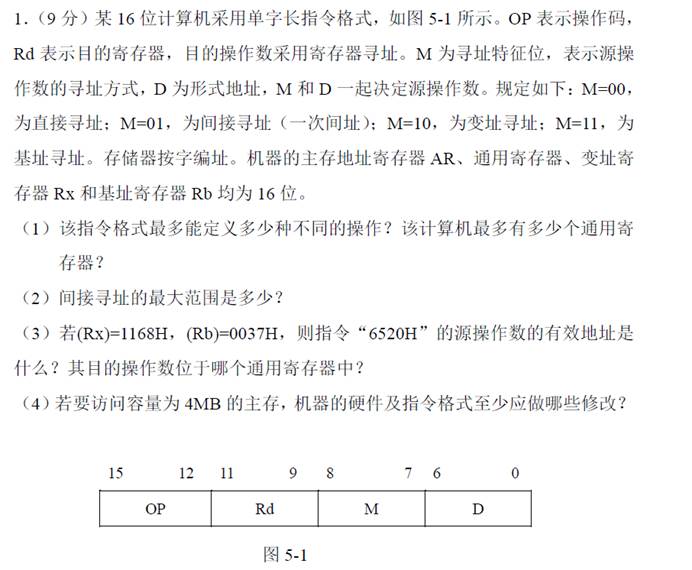 1.（9 分）某 16 位计算机采用单字长指令格式，如图 5-1 所示。OP 表示操作码，
Rd 表示目的寄存器，目的操作数采用寄存器寻址。M 为寻址特征位，表示源操
作数的寻址方式，D 为形式地址，M 和 D 一起决定源操作数。规定如下：M=00，
为直接寻址；M=01，为间接寻址（一次间址）；M=10，为变址寻址；M=11，为
基址寻址。存储器按字编址。机器的主存地址寄存器 AR、通用寄存器、变址寄
存器 Rx 和基址寄存器 Rb 均为 16 位。
（1）该指令格式最多能定义多少种不同的操作？该计算机最多有多少个通用寄
存器？
（2）间接寻址的最大范围是多少？
（3）若(Rx)=1168H，(Rb)=0037H，则指令“6520H”的源操作数的有效地址是
什么？其目的操作数位于哪个通用寄存器中？
（4）若要访问容量为 4MB 的主存，机器的硬件及指令格式至少应做哪些修改？
15 12 11 9 8 7 6 0
OP Rd M D
图 5-1